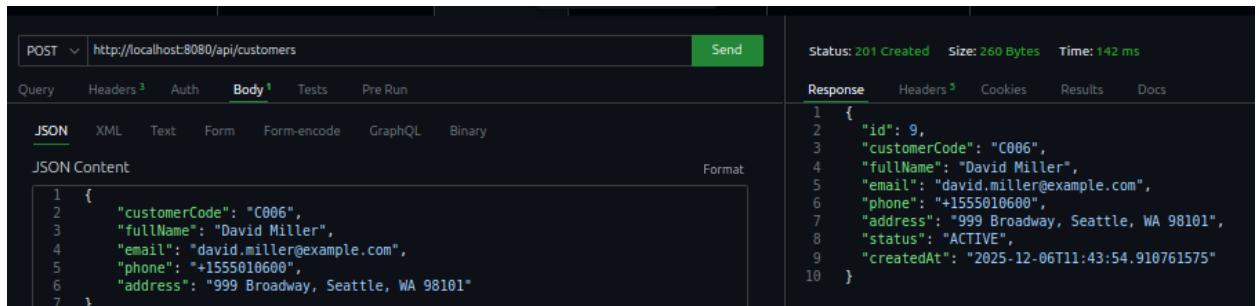 POST http://localhost:8080/api/customers Send
Query Headers 3 Auth Body 1 Tests Pre Run
JSON XML Text Form Form-encode GraphQL Binary
JSON Content Format
1 {
2 "customerCode": "C006",
3 "fullName": "David Miller",
4 "email": "david.miller@example.com",
5 "phone": "+1555010600",
6 "address": "999 Broadway, Seattle, WA 98101"
7 }
Status: 201 Created Size: 260 Bytes Time: 142 ms
Response Headers 5 Cookies Results Docs
1 {
2 "id": 9,
3 "customerCode": "C006",
4 "fullName": "David Miller",
5 "email": "david.miller@example.com",
6 "phone": "+1555010600",
7 "address": "999 Broadway, Seattle, WA 98101",
8 "status": "ACTIVE",
9 "createdAt": "2025-12-06T11:43:54.910761575"
10 }